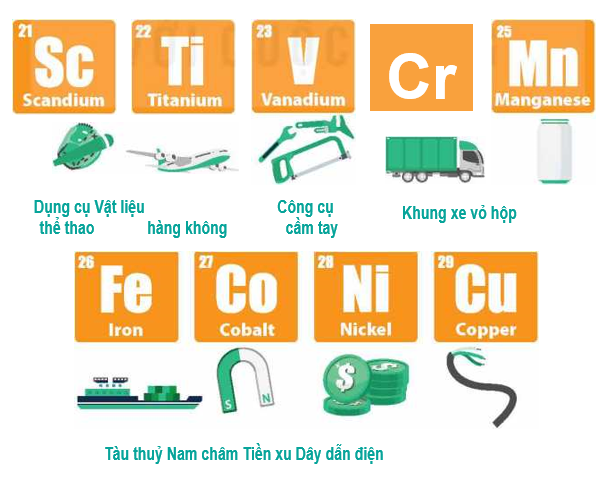 21 22 23 25
Sc Ti V Cr Mn
Scandium Titanium Vanadium Manganese
Dụng cụ Vật liệu Công cụ Khung xe vỏ hộp
thể thao hàng không cầm tay
26 27 28 29
Fe Co Ni Cu
Iron Cobalt Nickel Copper
$ $
S N
Tàu thuỷ Nam châm Tiền xu Dây dẫn điện